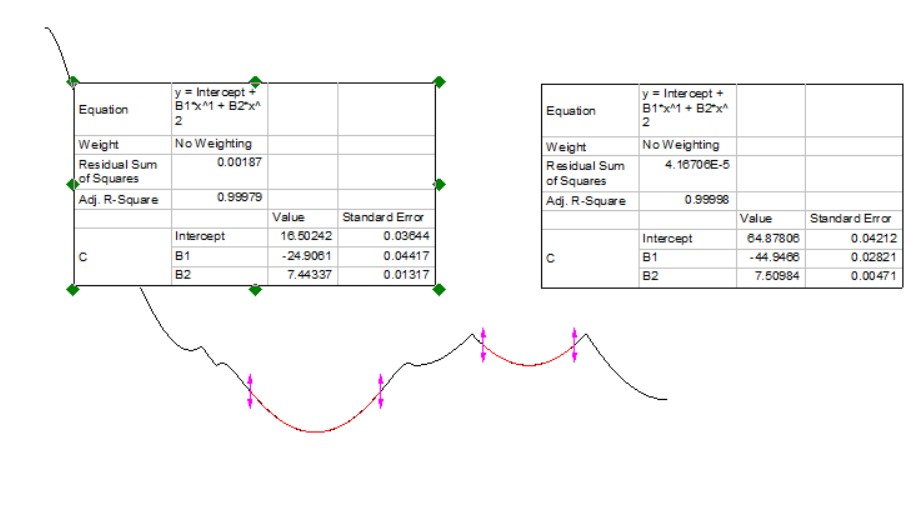 Equation
y = Intercept +
B1*x^1 + B2*x^
2
Weight
No Weighting
Residual Sum
of Squares
0.00187
Adj. R-Square
0.99979
Value
Standard Error
C
Intercept
16.50242
0.03644
B1
-24.9061
0.04417
B2
7.44337
0.01317
Equation
y = Intercept +
B1*x^1 + B2*x^
2
Weight
No Weighting
Residual Sum
of Squares
4.16706E-5
Adj. R-Square
0.99998
Value
Standard Error
C
Intercept
64.87806
0.04212
B1
-44.9466
0.02821
B2
7.50984
0.00471